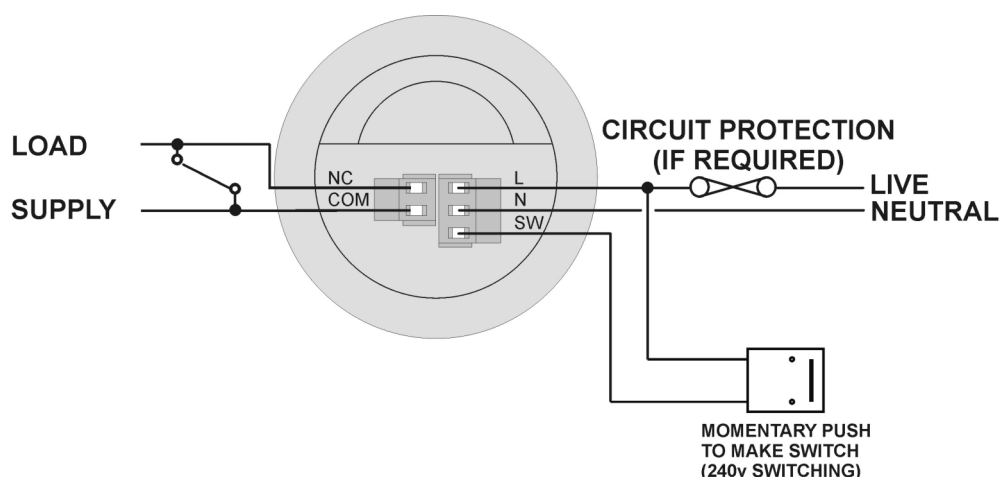 CIRCUIT PROTECTION
(IF REQUIRED)
LOAD
SUPPLY
NC
COM
L
N
SW
LIVE
NEUTRAL
MOMENTARY PUSH
TO MAKE SWITCH
(240v SWITCHING)